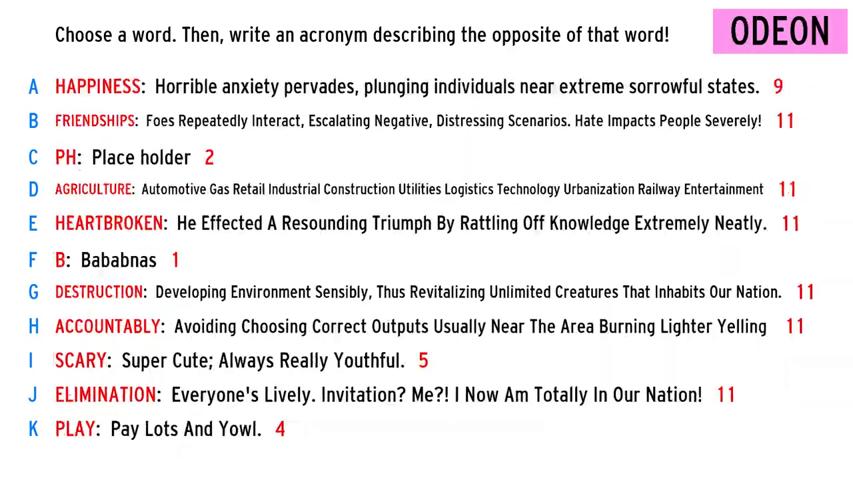 Choose a word. Then, write an acronym describing the opposite of that word!
ODEON
A HAPPINESS: Horrible anxiety pervades, plunging individuals near extreme sorrowful states. 9
B FRIENDSHIPS: Foes Repeatedly Interact, Escalating Negative, Distressing Scenarios. Hate Impacts People Severely! 11
C PH: Place holder 2
D AGRICULTURE: Automotive Gas Retail Industrial Construction Utilities Logistics Technology Urbanization Railway Entertainment 11
E HEARTBROKEN: He Effected A Resounding Triumph By Rattling Off Knowledge Extremely Neatly. 11
F B: Bababnas 1
G DESTRUCTION: Developing Environment Sensibly, Thus Revitalizing Unlimited Creatures That Inhabits Our Nation. 11
H ACCOUNTABLY: Avoiding Choosing Correct Outputs Usually Near The Area Burning Lighter Yelling 11
I SCARY: Super Cute; Always Really Youthful. 5
J ELIMINATION: Everyone's Lively. Invitation? Me?! I Now Am Totally In Our Nation! 11
K PLAY: Pay Lots And Yowl. 4